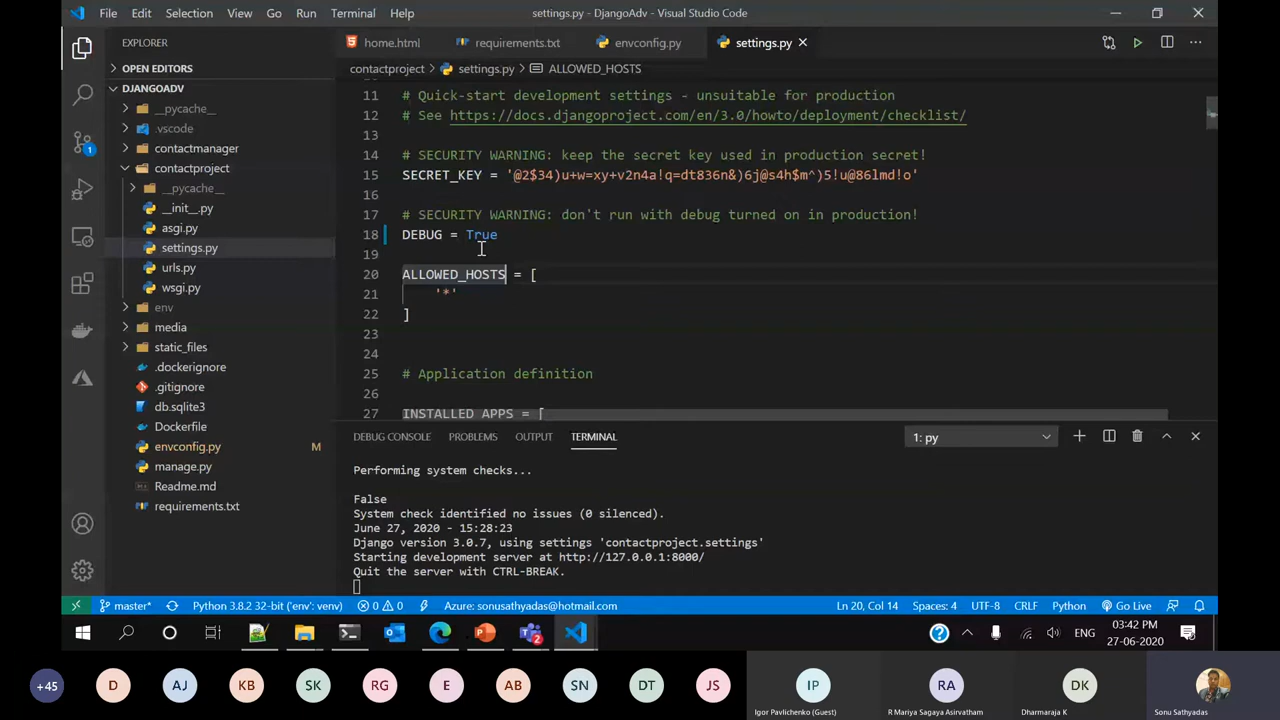 File Edit Selection View Go Run Terminal Help
settings.py - DjangoAdv - Visual Studio Code
EXPLORER
OPEN EDITORS
DJANGOADV
__pycache__
.vscode
contactmanager
contactproject
__pycache__
__init__.py
asgi.py
settings.py
urls.py
wsgi.py
env
media
static_files
.dockerignore
.gitignore
db.sqlite3
Dockerfile
envconfig.py M
manage.py
Readme.md
requirements.txt
1
home.html requirements.txt envconfig.py settings.py
contactproject settings.py ALLOWED_HOSTS
11 # Quick-start development settings - unsuitable for production
12 # See https://docs.djangoproject.com/en/3.0/howto/deployment/checklist/
13
14 # SECURITY WARNING: keep the secret key used in production secret!
15 SECRET_KEY = '@2$34)u+w=xy+v2n4a!q=dt836n&)6j@s4h$m^)5!u@86lmd!o'
16
17 # SECURITY WARNING: don't run with debug turned on in production!
18 DEBUG = True
19
20 ALLOWED_HOSTS = [
21 '*'
22 ]
23
24
25 # Application definition
26
27 INSTALLED_APPS = [
DEBUG CONSOLE PROBLEMS OUTPUT TERMINAL 1: py
Performing system checks...
False
System check identified no issues (0 silenced).
June 27, 2020 - 15:28:23
Django version 3.0.7, using settings 'contactproject.settings'
Starting development server at http://127.0.0.1:8000/
Quit the server with CTRL-BREAK.
master* Python 3.8.2 32-bit ('env': venv) 0 0 Azure: sonusathyadas@hotmail.com Ln 20, Col 14 Spaces: 4 UTF-8 CRLF Python Go Live
2 ENG 03:42 PM
27-06-2020
+45 D AJ KB SK RG E AB SN DT JS IP RA DK
Igor Pavlichenko (Guest) R Mariya Sagaya Asirvatham Dharmaraja K Sonu Sathyadas